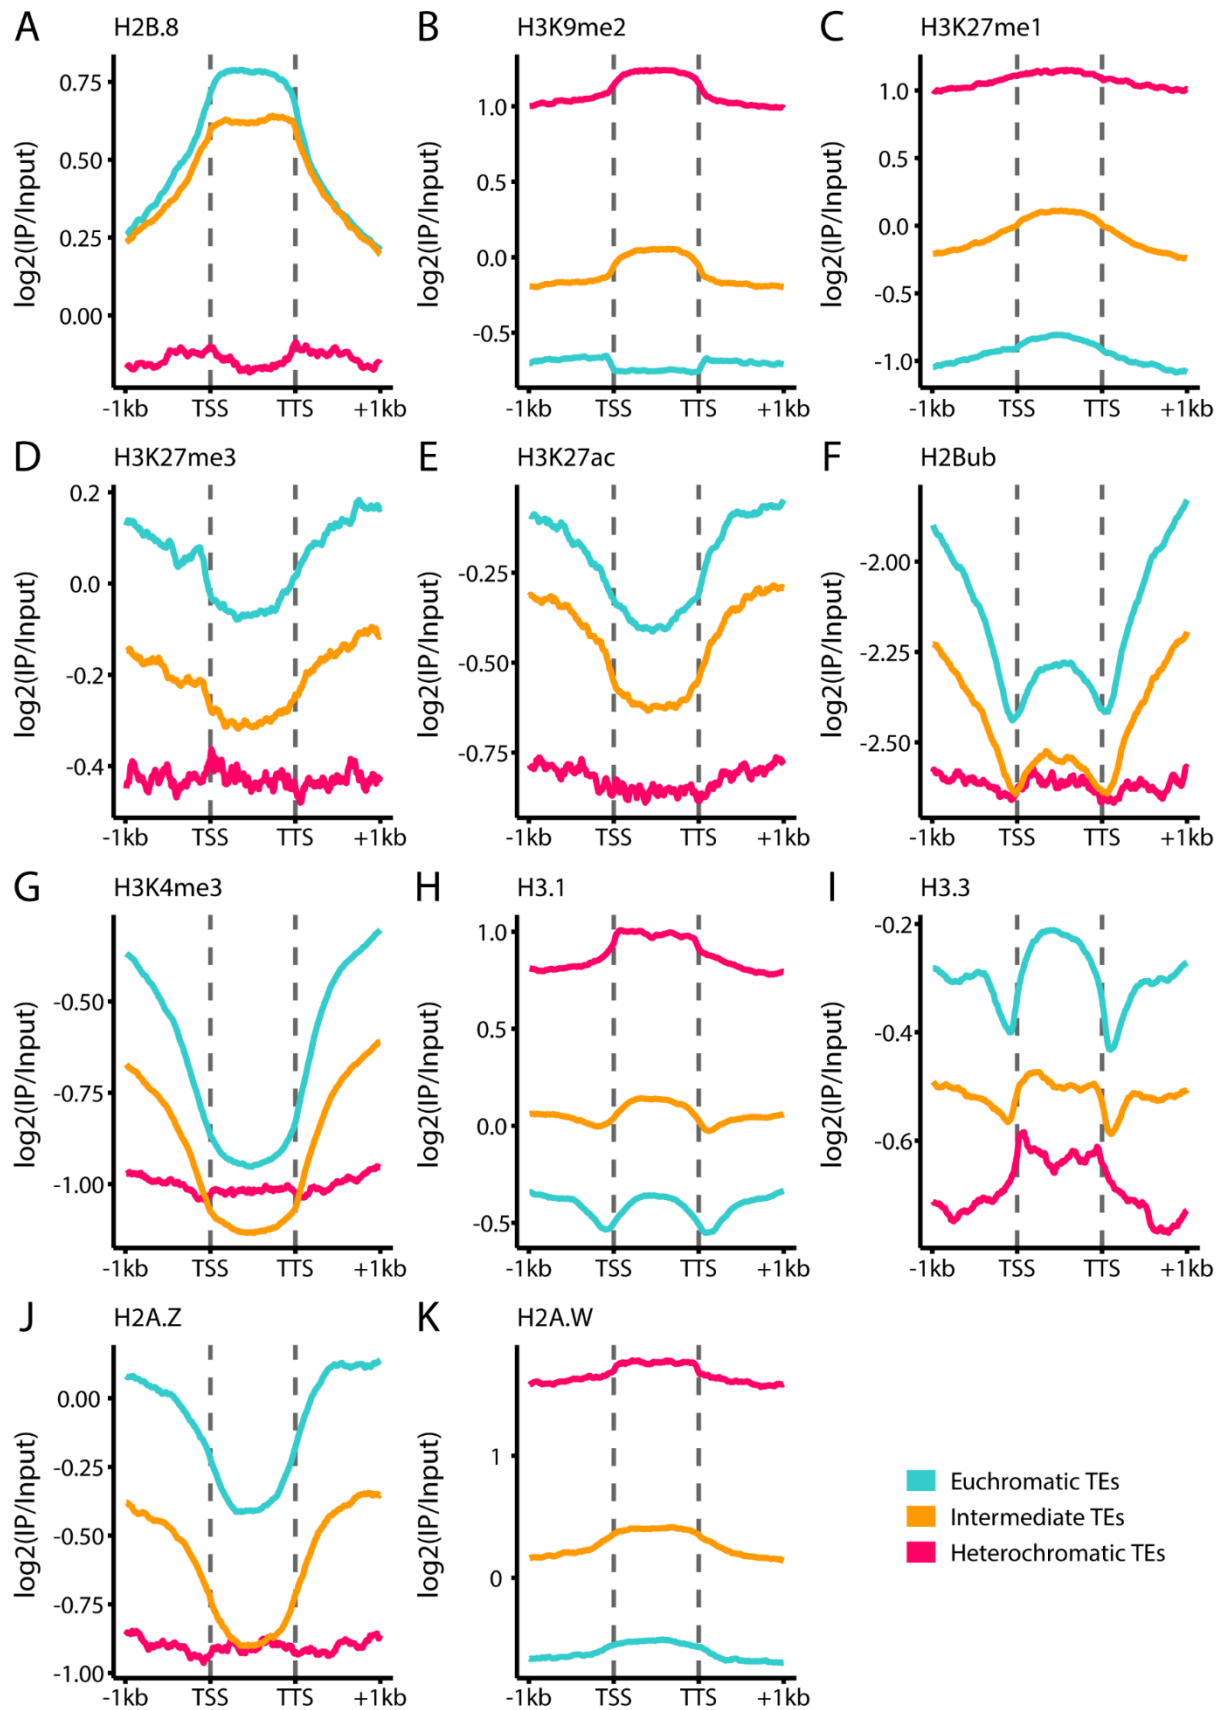 A H2B.8
log2(IP/Input)
0.75
0.50
0.25
0.00
-1kb TSS TTS +1kb
B H3K9me2
log2(IP/Input)
1.0
0.5
0.0
-0.5
-1kb TSS TTS +1kb
C H3K27me1
log2(IP/Input)
1.0
0.5
0.0
-0.5
-1.0
-1kb TSS TTS +1kb
D H3K27me3
log2(IP/Input)
0.2
0.0
-0.2
-0.4
-1kb TSS TTS +1kb
E H3K27ac
log2(IP/Input)
-0.25
-0.50
-0.75
-1kb TSS TTS +1kb
F H2Bub
log2(IP/Input)
-2.00
-2.25
-2.50
-1kb TSS TTS +1kb
G H3K4me3
log2(IP/Input)
-0.50
-0.75
-1.00
-1kb TSS TTS +1kb
H H3.1
log2(IP/Input)
1.0
0.5
0.0
-0.5
-1kb TSS TTS +1kb
I H3.3
log2(IP/Input)
-0.2
-0.4
-0.6
-1kb TSS TTS +1kb
J H2A.Z
log2(IP/Input)
0.00
-0.25
-0.50
-0.75
-1.00
-1kb TSS TTS +1kb
K H2A.W
log2(IP/Input)
1
0
-1kb TSS TTS +1kb
Euchromatic TEs
Intermediate TEs
Heterochromatic TEs